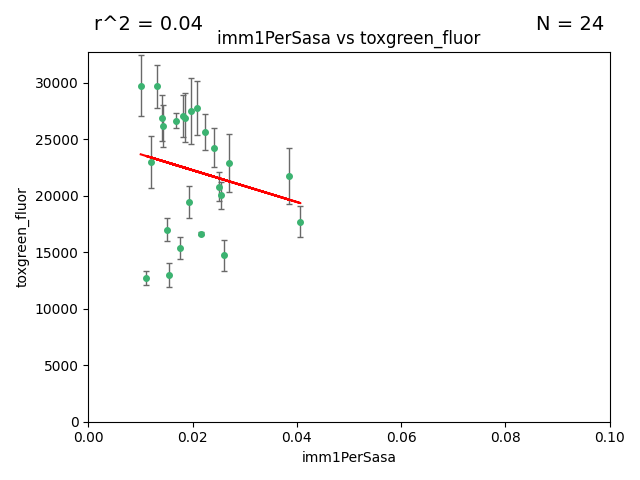 r^2 = 0.04
N = 24
imm1PerSasa vs toxgreen_fluor
30000
25000
20000
15000
10000
5000
0
toxgreen_fluor
0.00
0.02
0.04
0.06
0.08
0.10
imm1PerSasa